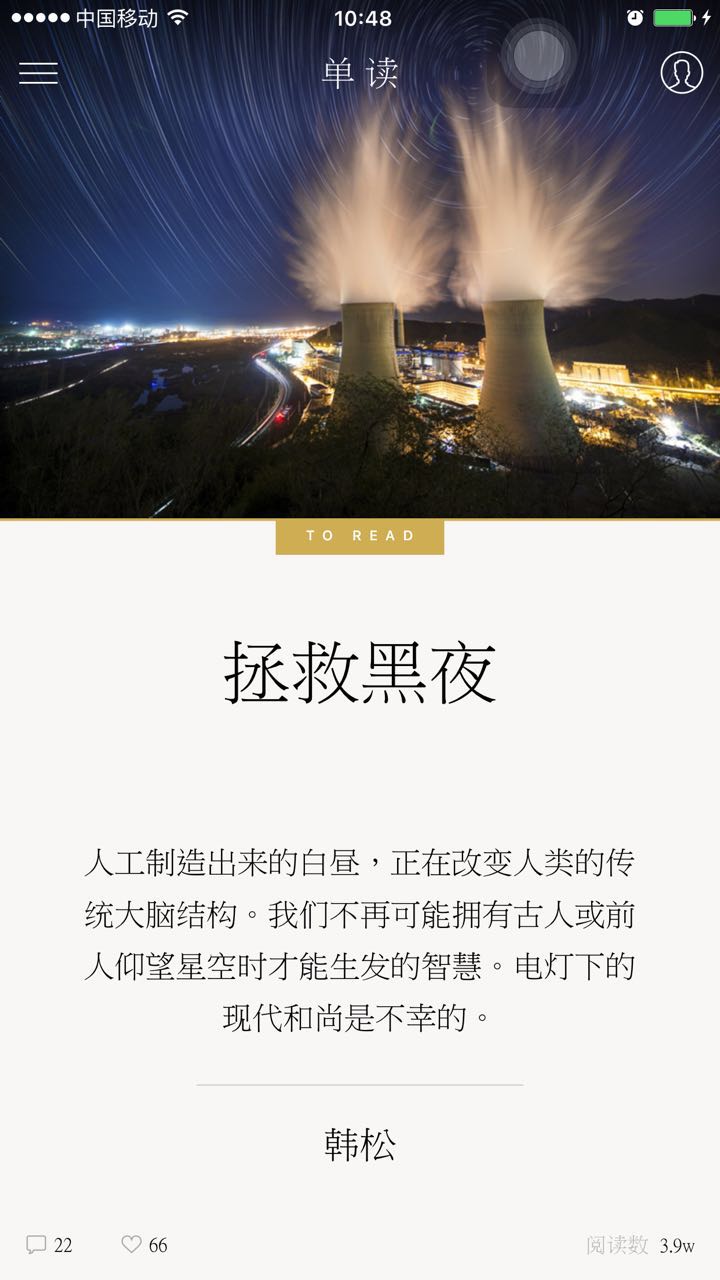 中国移动
10:48
单读
TO READ
拯救黑夜
人工制造出来的白昼，正在改变人类的传
统大脑结构。我们不再可能拥有古人或前
人仰望星空时才能生发的智慧。电灯下的
现代和尚是不幸的。
韩松
22
66
阅读数 3.9w